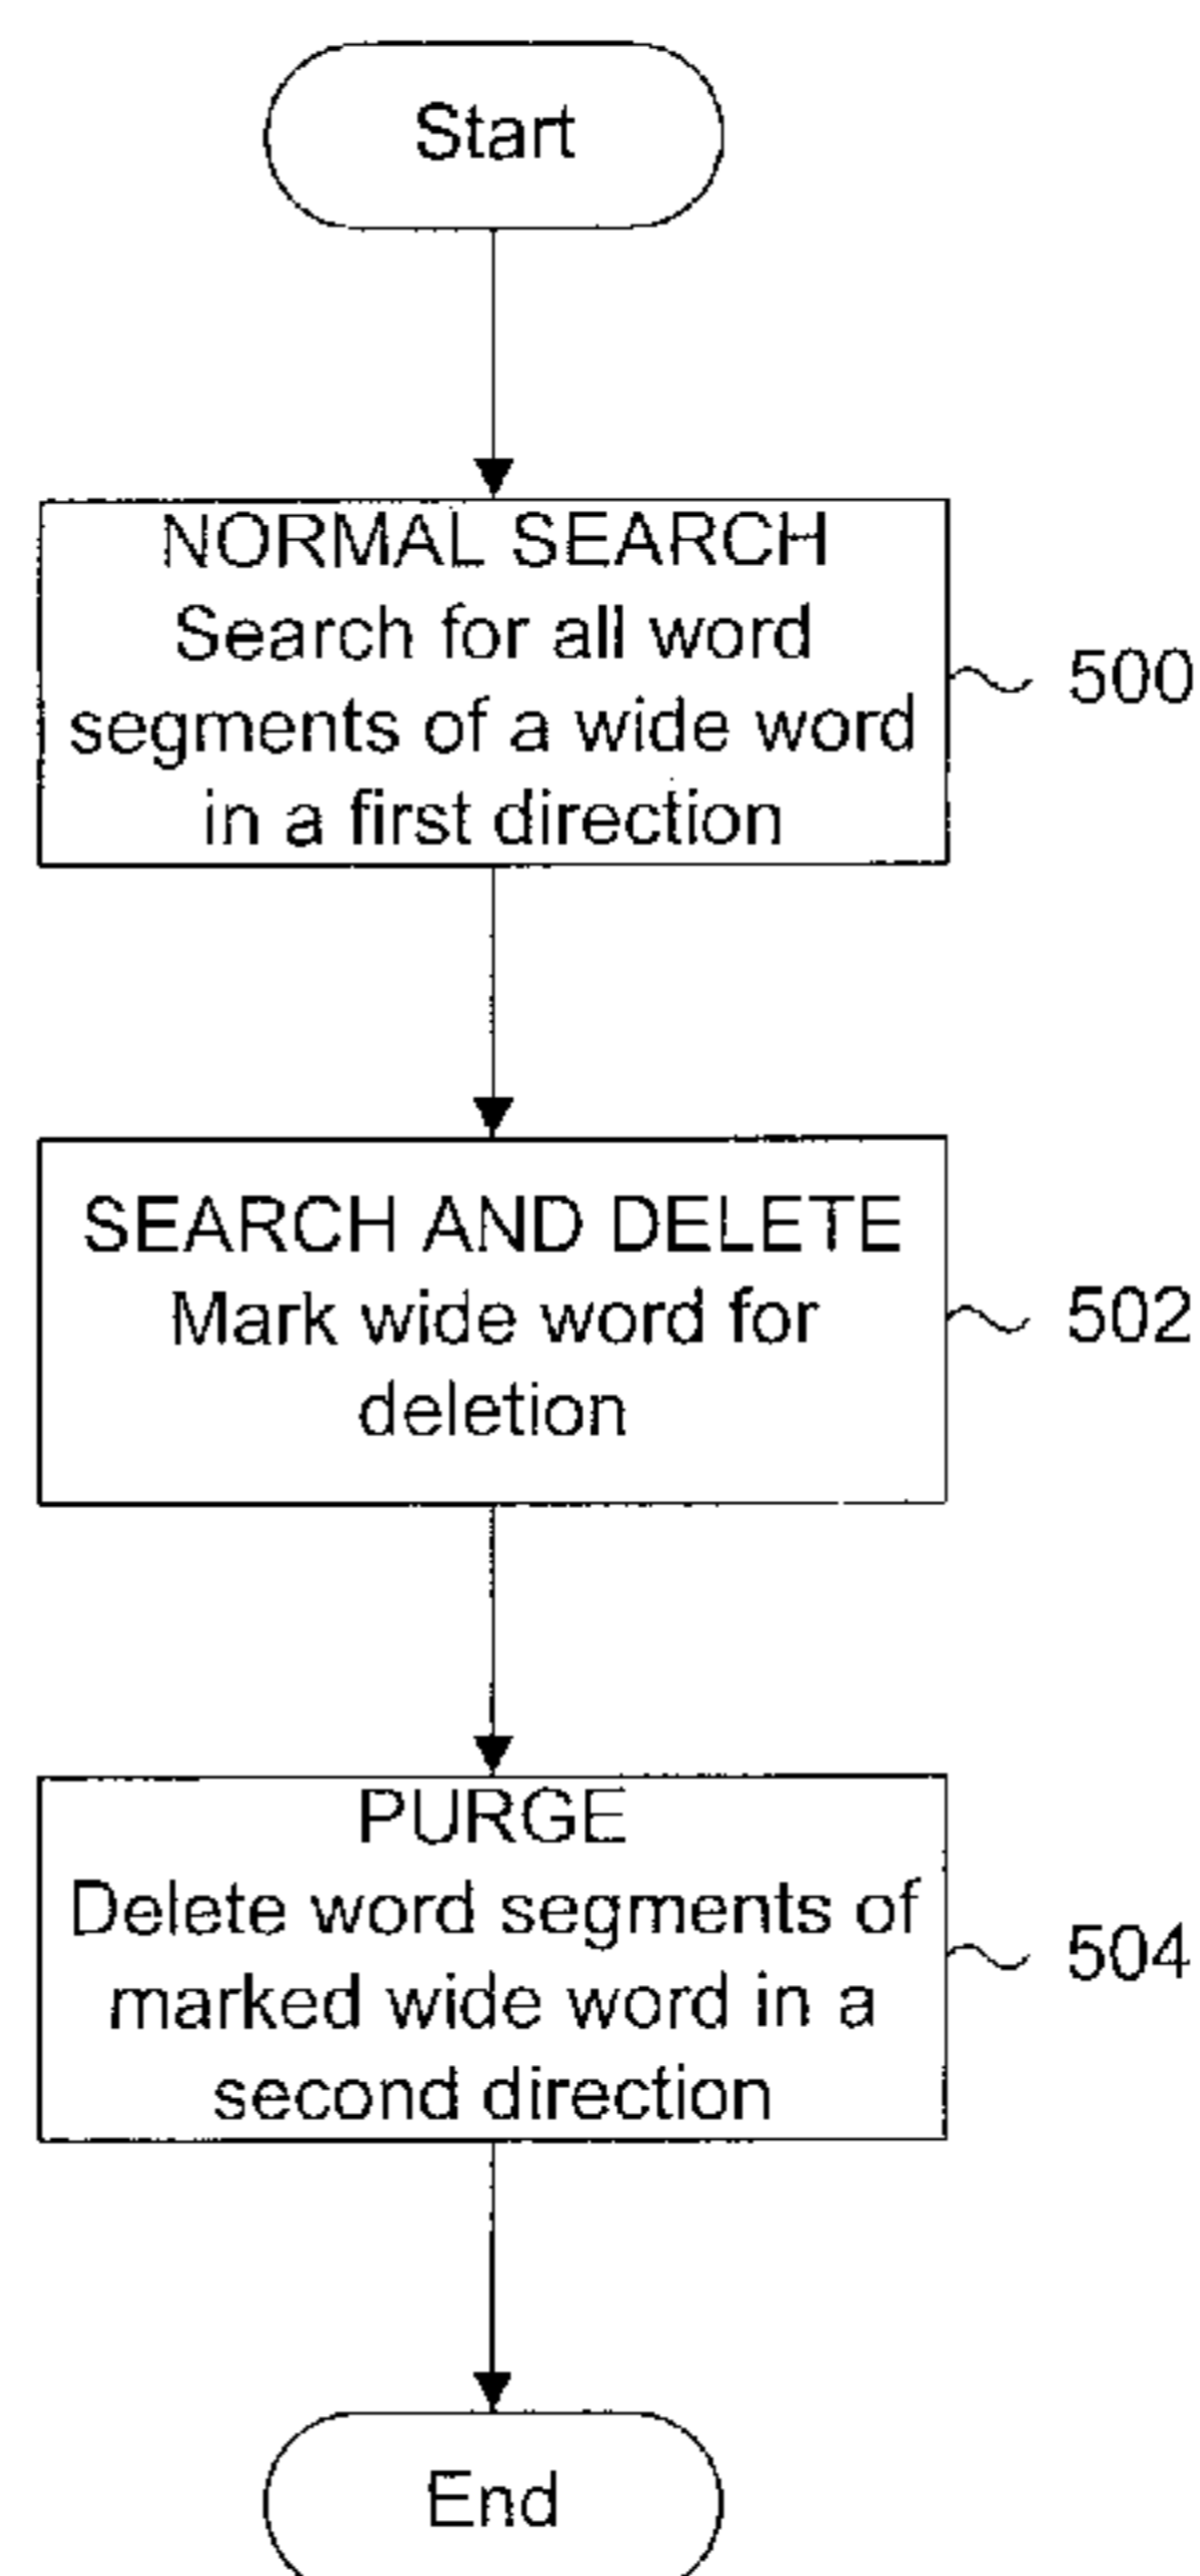 Start
NORMAL SEARCH
Search for all word
segments of a wide word
in a first direction
500
SEARCH AND DELETE
Mark wide word for
deletion
502
PURGE
Delete word segments of
marked wide word in a
second direction
504
End